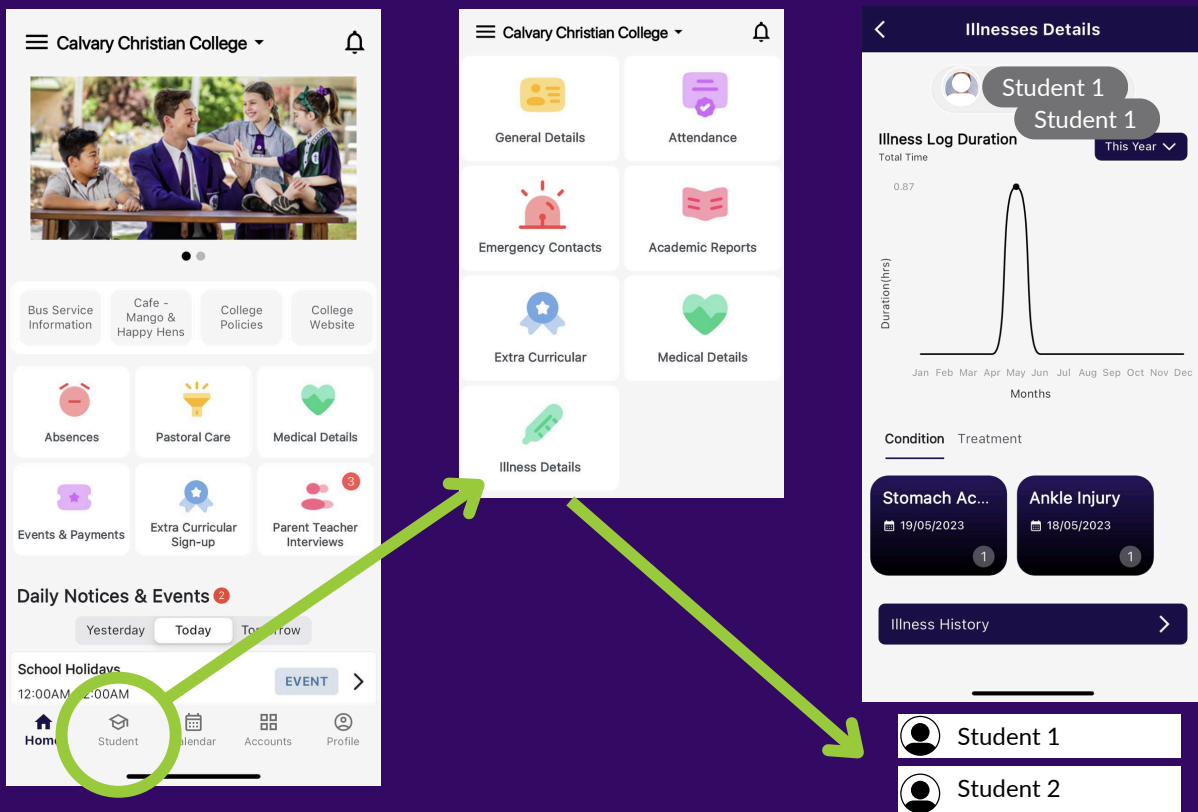 Calvary Christian College
Bus Service
Information
Cafe -
Mango &
Happy Hens
College
Policies
College
Website
Absences
Pastoral Care
Medical Details
Events & Payments
Extra Curricular
Sign-up
3
Parent Teacher
Interviews
Daily Notices & Events 2
Yesterday
Today
Tomorrow
School Holidays
12:00AM 12:00AM
EVENT
Home
Student
Calendar
Accounts
Profile
Calvary Christian College
General Details
Attendance
Emergency Contacts
Academic Reports
Extra Curricular
Medical Details
Illness Details
Illnesses Details
Student 1
Student 1
Illness Log Duration
Total Time
This Year
0.87
Duration(hrs)
Jan Feb Mar Apr May Jun Jul Aug Sep Oct Nov Dec
Months
Condition
Treatment
Stomach Ac...
19/05/2023
1
Ankle Injury
18/05/2023
1
Illness History
Student 1
Student 2